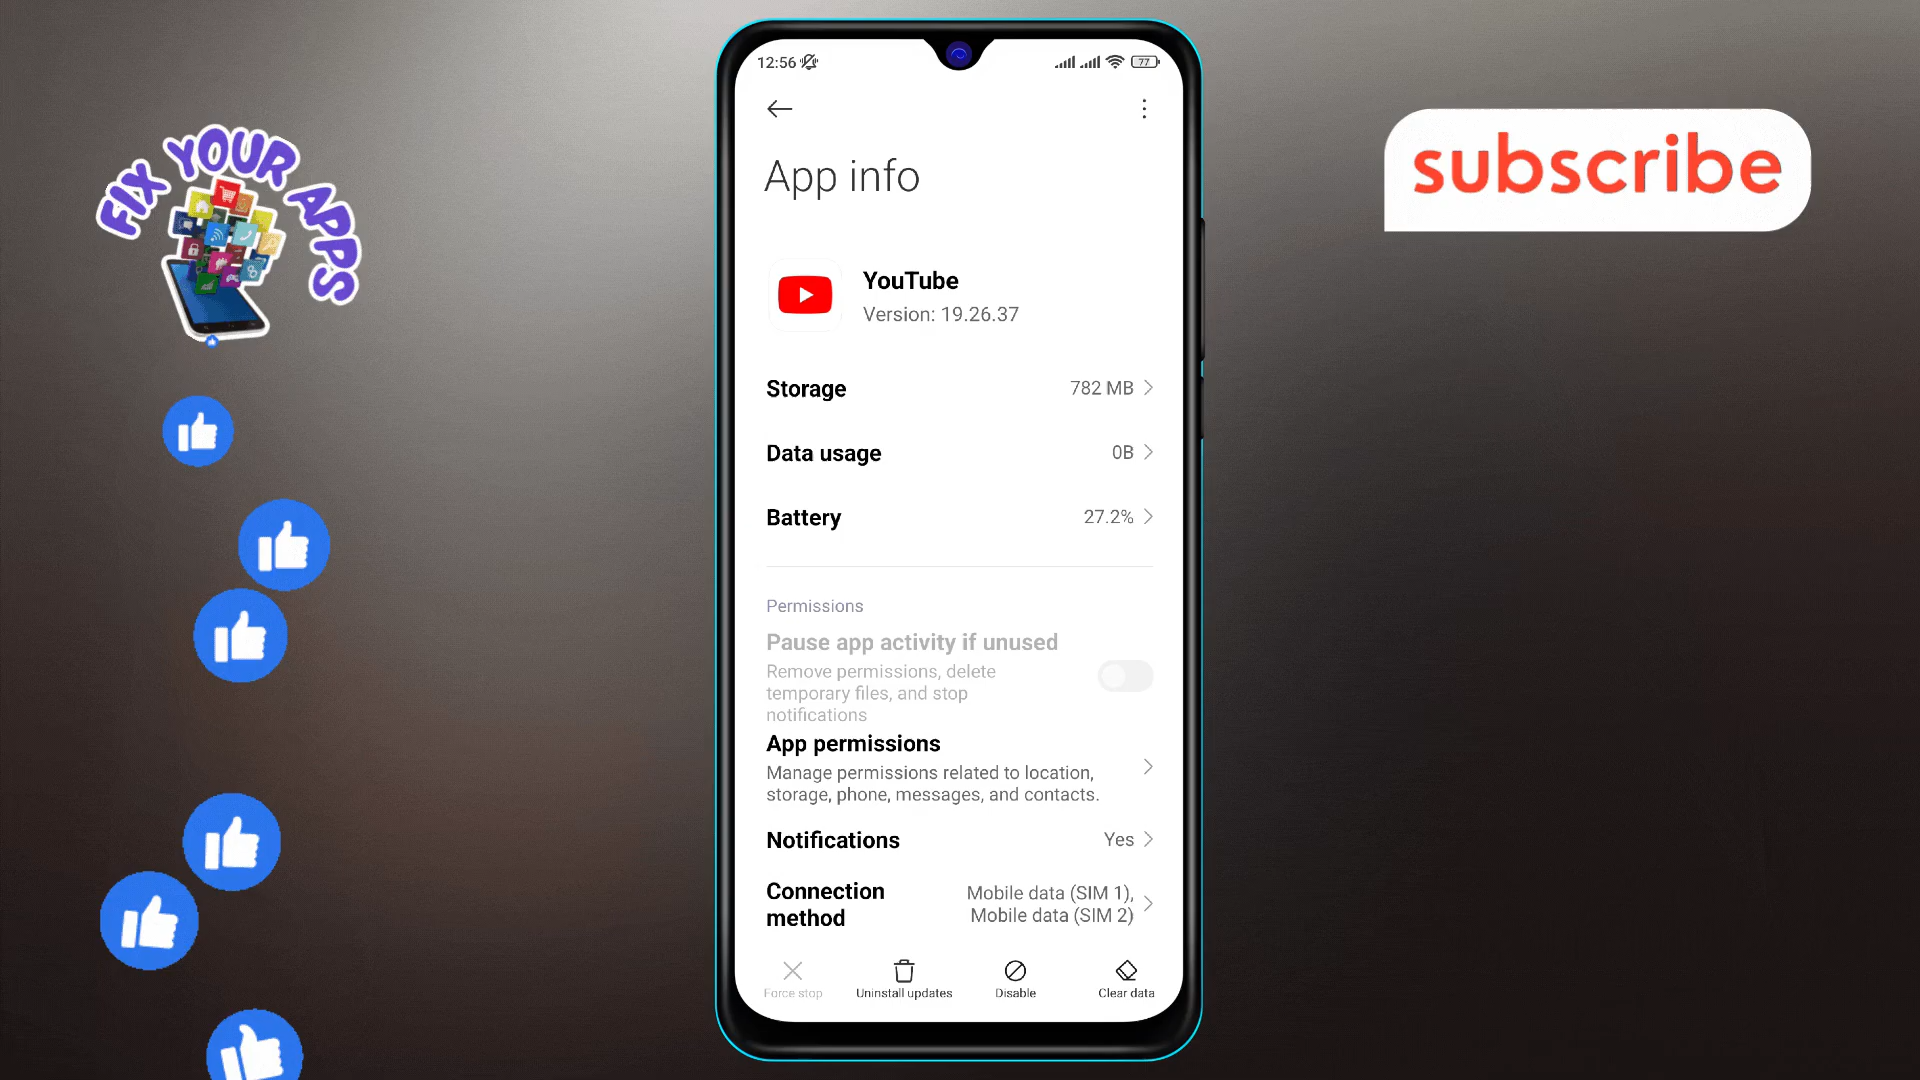 FIX YOUR APPS
subscribe
12:56
77
App info
YouTube
Version: 19.26.37
Storage
782 MB
Data usage
0B
Battery
27.2%
Permissions
Pause app activity if unused
Remove permissions, delete
temporary files, and stop
notifications
App permissions
Manage permissions related to location,
storage, phone, messages, and contacts.
Notifications
Yes
Connection
method
Mobile data (SIM 1),
Mobile data (SIM 2)
Force stop
Uninstall updates
Disable
Clear data